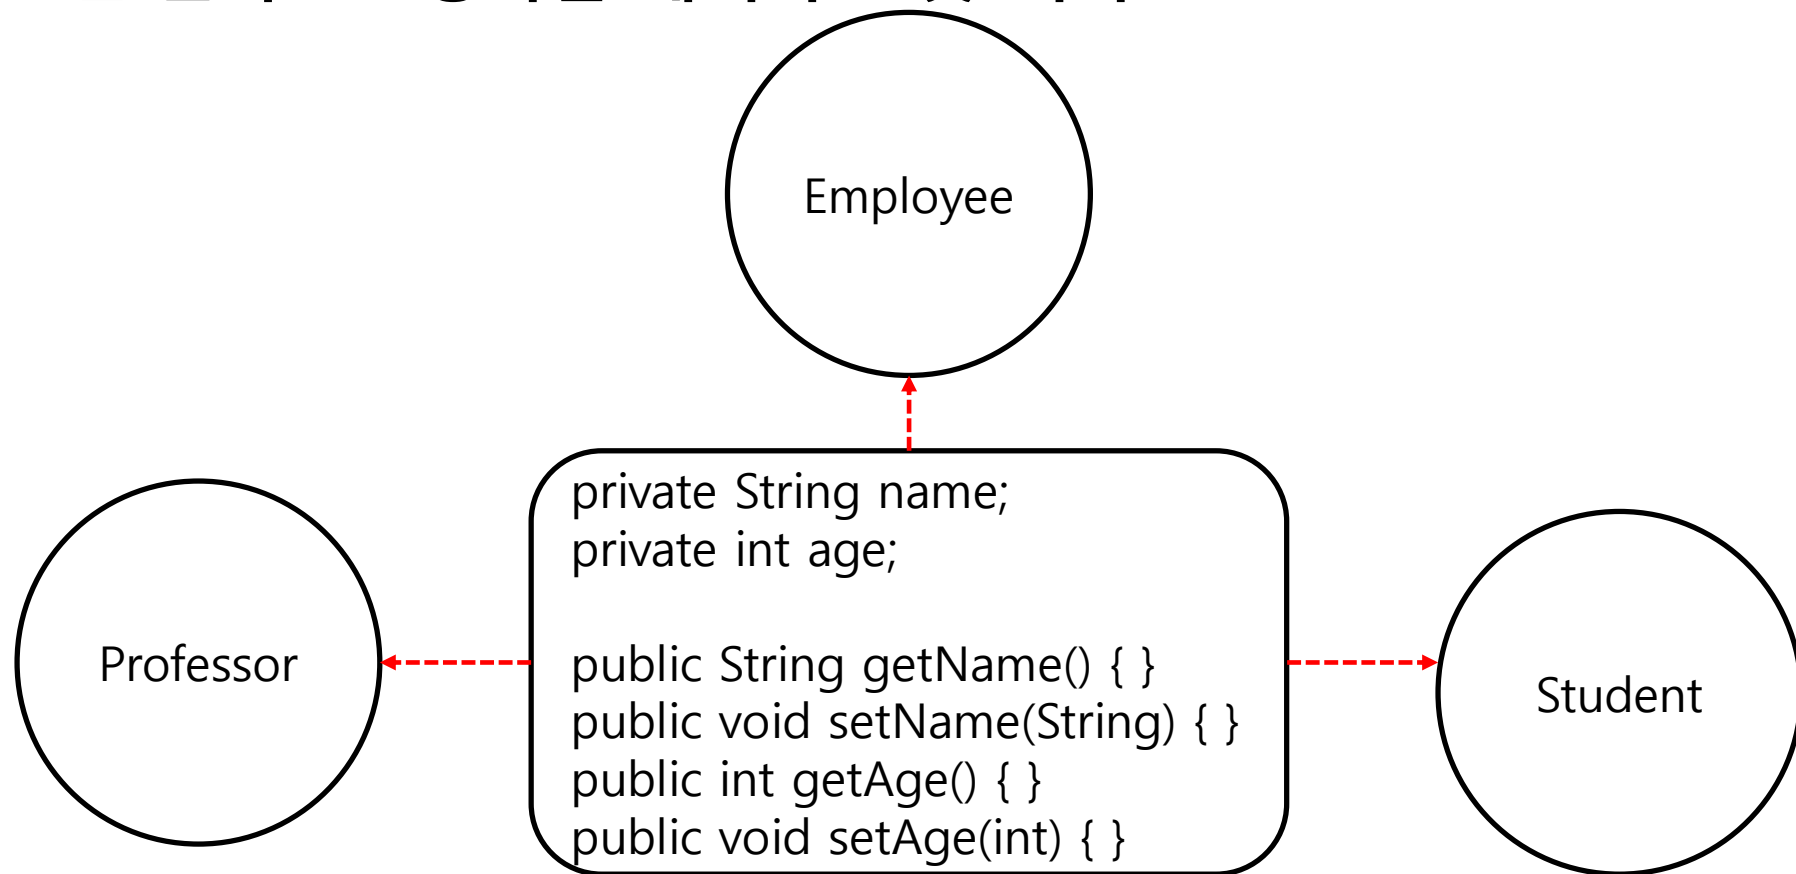 Employee
private String name;
private int age;
public String getName() { }
public void setName(String) { }
public int getAge() { }
public void setAge(int) { }
Professor
Student